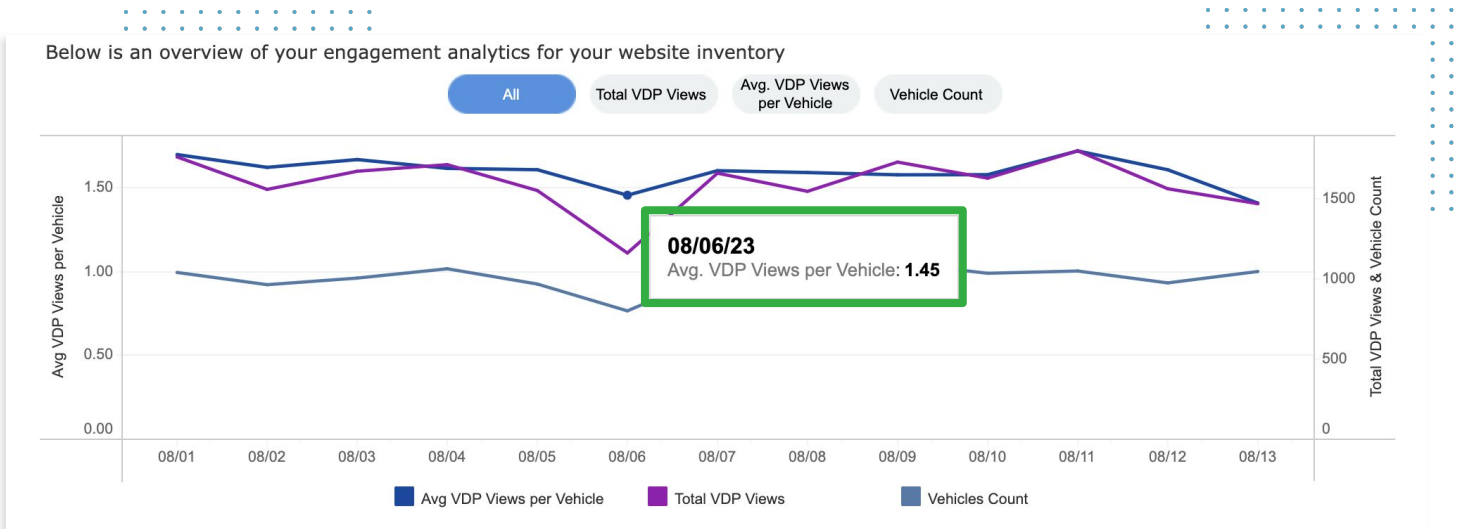 Below is an overview of your engagement analytics for your website inventory
All
Total VDP Views
Avg. VDP Views
per Vehicle
Vehicle Count
Avg VDP Views per Vehicle
1.50
1.00
0.50
0.00
08/06/23
Avg. VDP Views per Vehicle: 1.45
1500
1000
500
0
Total VDP Views & Vehicle Count
08/01 08/02 08/03 08/04 08/05 08/06 08/07 08/08 08/09 08/10 08/11 08/12 08/13
Avg VDP Views per Vehicle Total VDP Views Vehicles Count